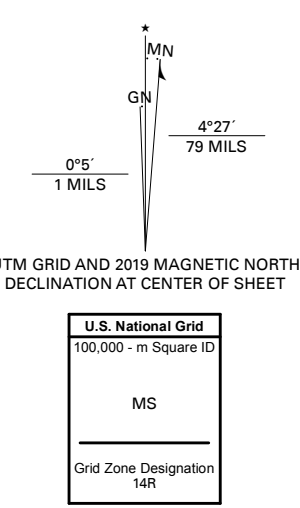 MN
GN
4°27´
79 MILS
0°5´
1 MILS
UTM GRID AND 2019 MAGNETIC NORTH
DECLINATION AT CENTER OF SHEET
U.S. National Grid
100,000 - m Square ID
MS
Grid Zone Designation
14R